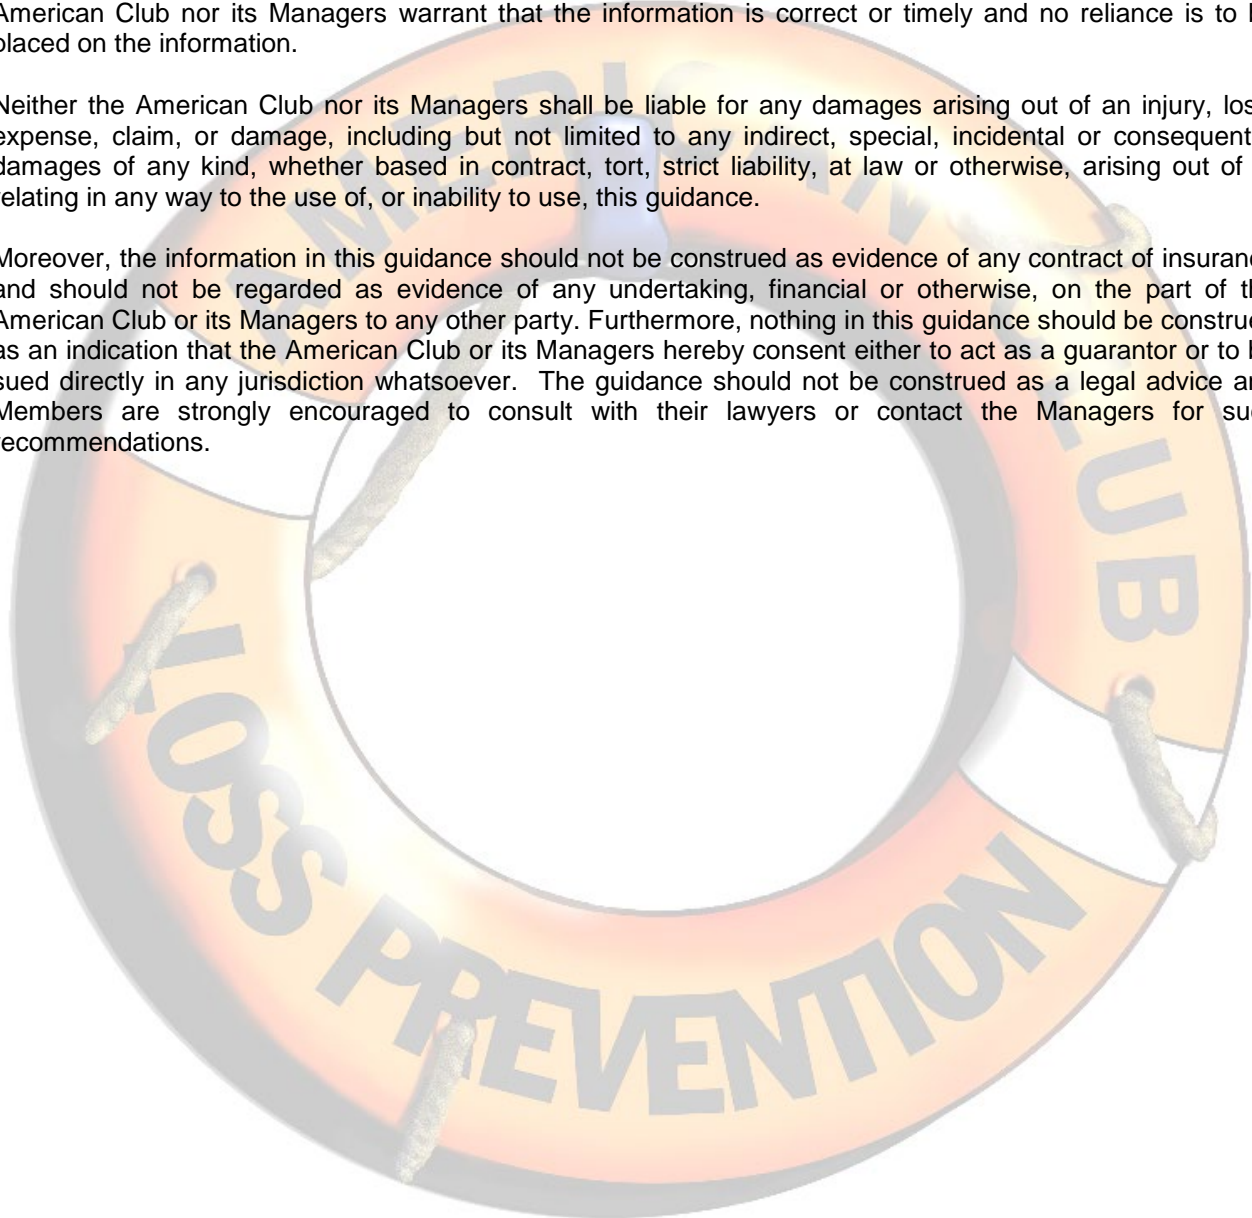 American Club nor its Managers warrant that the information is correct or timely and no reliance is to b
placed on the information.
Neither the American Club nor its Managers shall be liable for any damages arising out of an injury, los
expense, claim, or damage, including but not limited to any indirect, special, incidental or consequent
damages of any kind, whether based in contract, tort, strict liability, at law or otherwise, arising out of
relating in any way to the use of, or inability to use, this guidance.
Moreover, the information in this guidance should not be construed as evidence of any contract of insuranc
and should not be regarded as evidence of any undertaking, financial or otherwise, on the part of th
American Club or its Managers to any other party. Furthermore, nothing in this guidance should be construe
as an indication that the American Club or its Managers hereby consent either to act as a guarantor or to b
sued directly in any jurisdiction whatsoever. The guidance should not be construed as a legal advice an
Members are strongly encouraged to consult with their lawyers or contact the Managers for suc
recommendations.
AMERICAN CLUB
LOSS PREVENTION